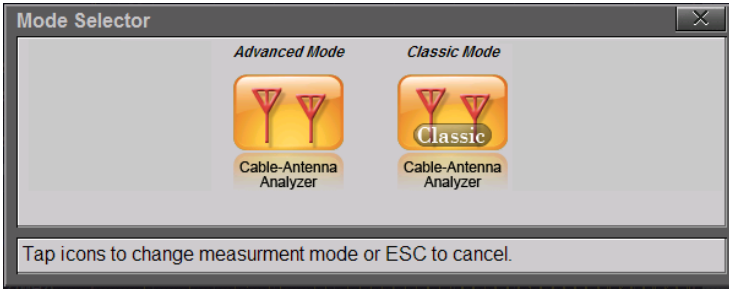 Mode Selector
Advanced Mode
Classic Mode
Classic
Cable-Antenna
Analyzer
Cable-Antenna
Analyzer
Tap icons to change measurment mode or ESC to cancel.